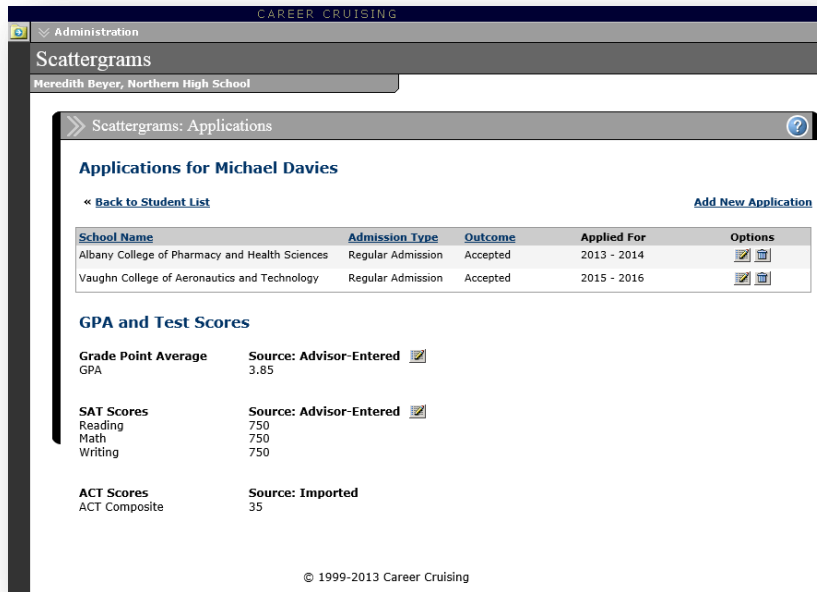 CAREER CRUISING
Administration
Scattergrams
Meredith Beyer, Northern High School
Scattergrams: Applications
?
Applications for Michael Davies
« Back to Student List
Add New Application
School Name Admission Type Outcome Applied For Options
Albany College of Pharmacy and Health Sciences Regular Admission Accepted 2013 - 2014
Vaughn College of Aeronautics and Technology Regular Admission Accepted 2015 - 2016
GPA and Test Scores
Grade Point Average Source: Advisor-Entered
GPA 3.85
SAT Scores Source: Advisor-Entered
Reading 750
Math 750
Writing 750
ACT Scores Source: Imported
ACT Composite 35
© 1999-2013 Career Cruising